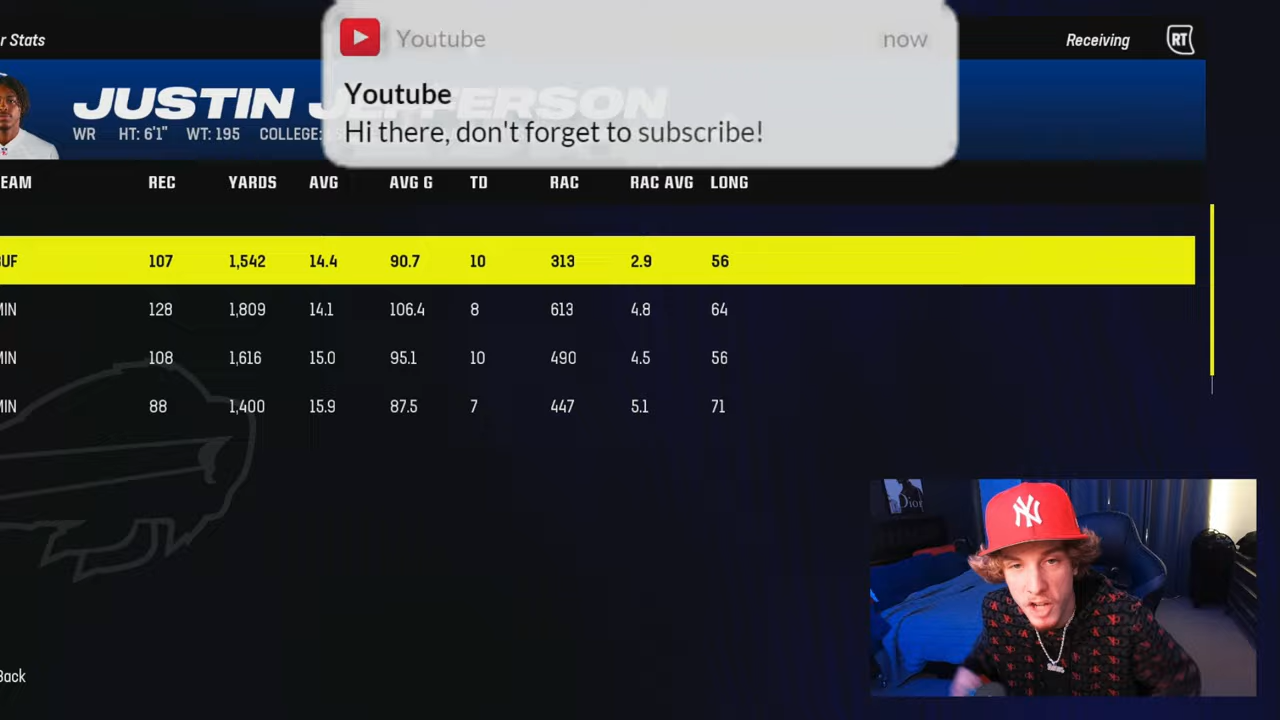 r Stats
Youtube now
Receiving RT
Youtube
Hi there, don't forget to subscribe!
JUSTIN JEFFERSON
WR HT: 6'1" WT: 195 COLLEGE:
EAM REC YARDS AVG AVG G TD RAC RAC AVG LONG
BUF 107 1,542 14.4 90.7 10 313 2.9 56
MIN 128 1,809 14.1 106.4 8 613 4.8 64
MIN 108 1,616 15.0 95.1 10 490 4.5 56
MIN 88 1,400 15.9 87.5 7 447 5.1 71
Dior
NY
Back